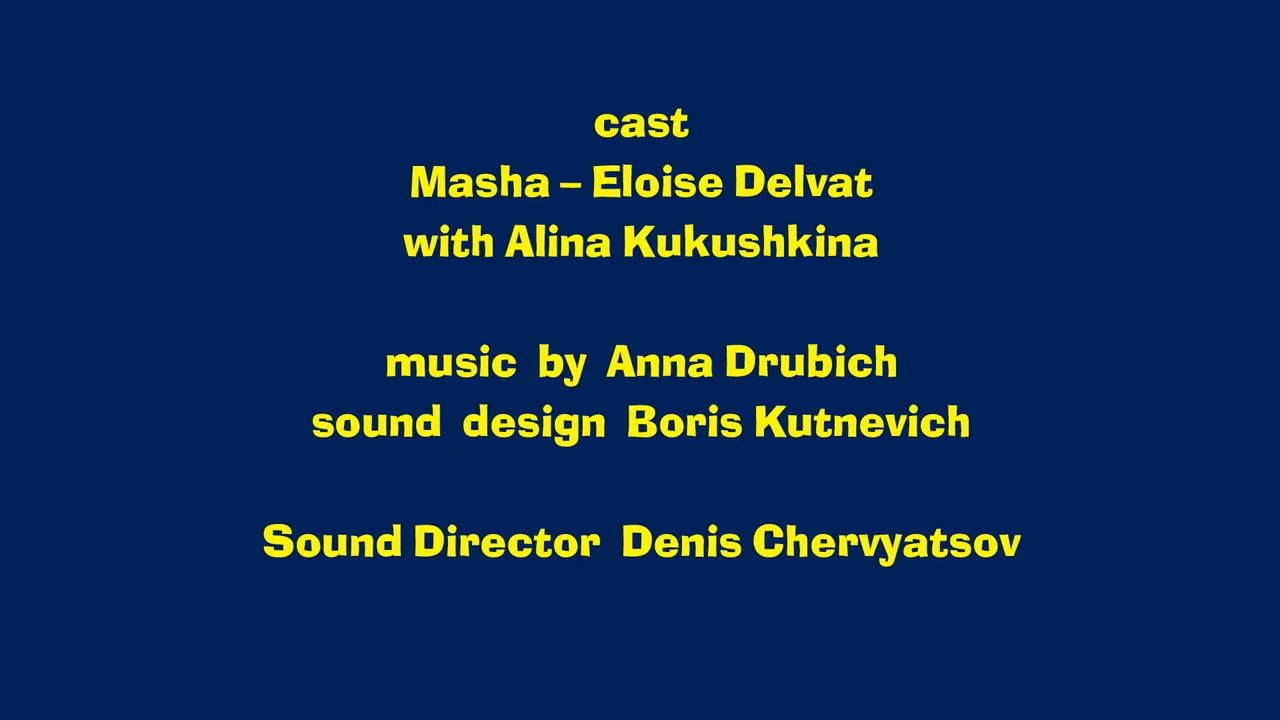 cast
Masha – Eloise Delvat
with Alina Kukushkina
music by Anna Drubich
sound design Boris Kutnevich
Sound Director Denis Chervyatsov